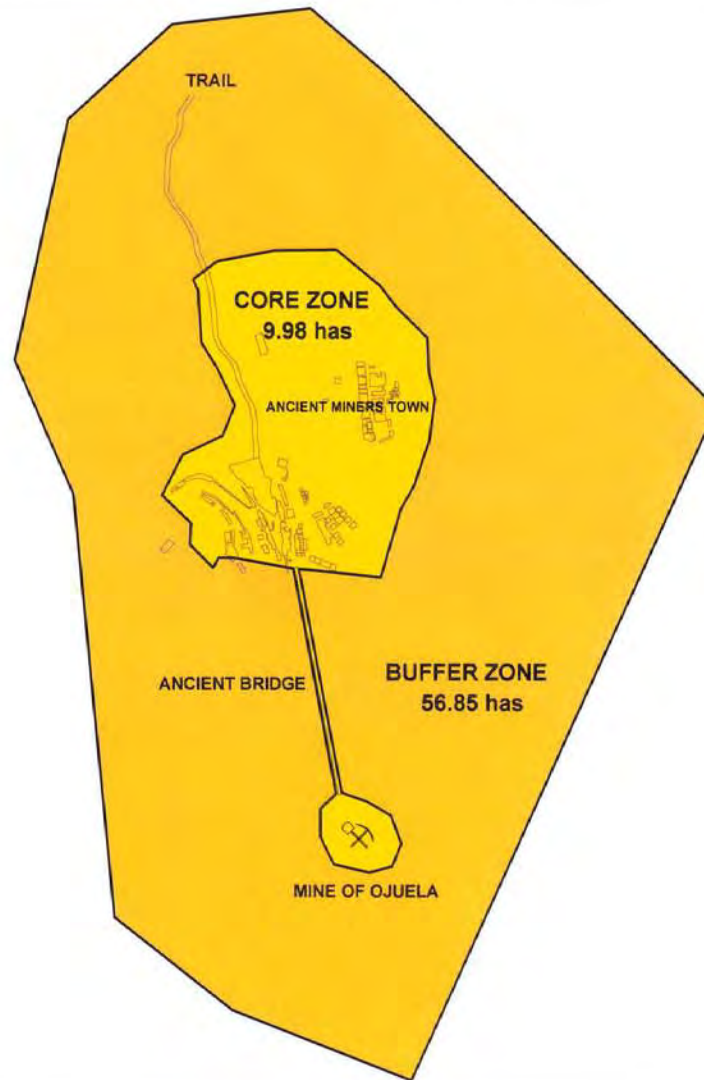 TRAIL
CORE ZONE
9.98 has
ANCIENT MINERS TOWN
ANCIENT BRIDGE
BUFFER ZONE
56.85 has
MINE OF OJUELA